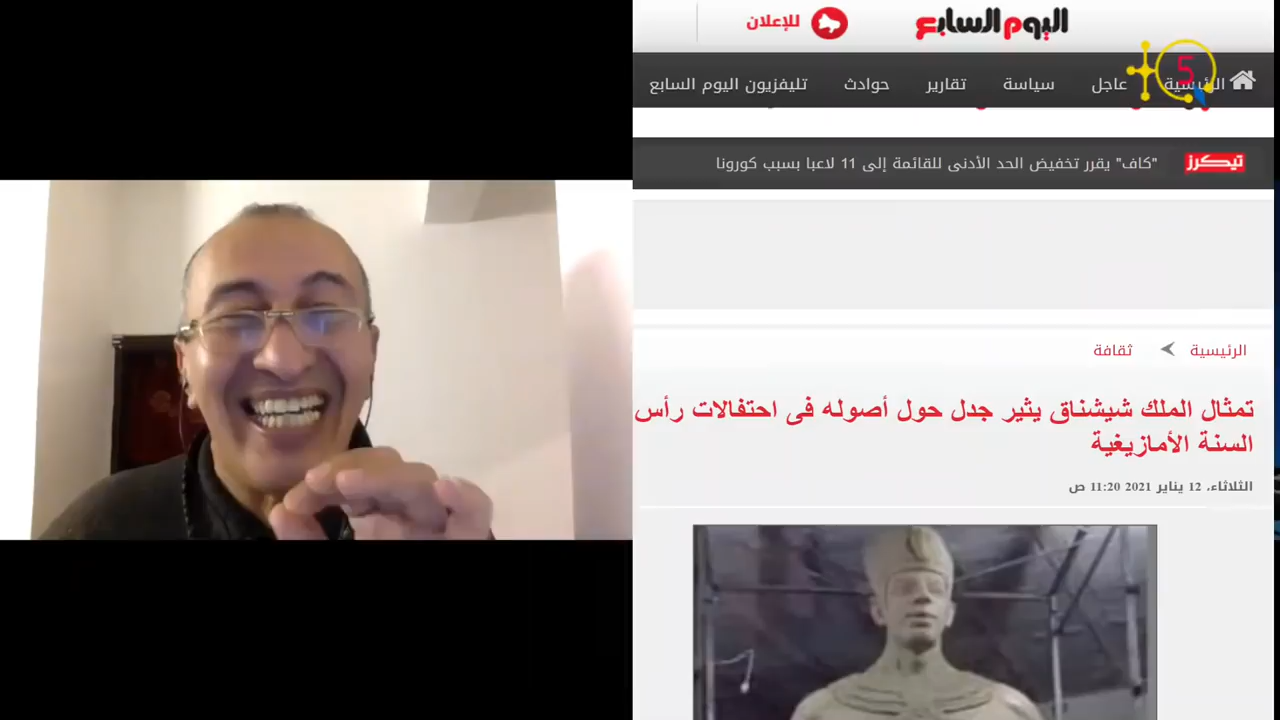 للإعلان
اليوم السابع
الرئيسية
عاجل
سياسة
تقارير
حوادث
تليفزيون اليوم السابع
5
تيكرز
"كاف" يقرر تخفيض الحد الأدنى للقائمة إلى 11 لاعبا بسبب كورونا
الرئيسية
ثقافة
تمثال الملك شيشناق يثير جدل حول أصوله فى احتفالات رأس
السنة الأمازيغية
الثلاثاء، 12 يناير 2021 11:20 ص